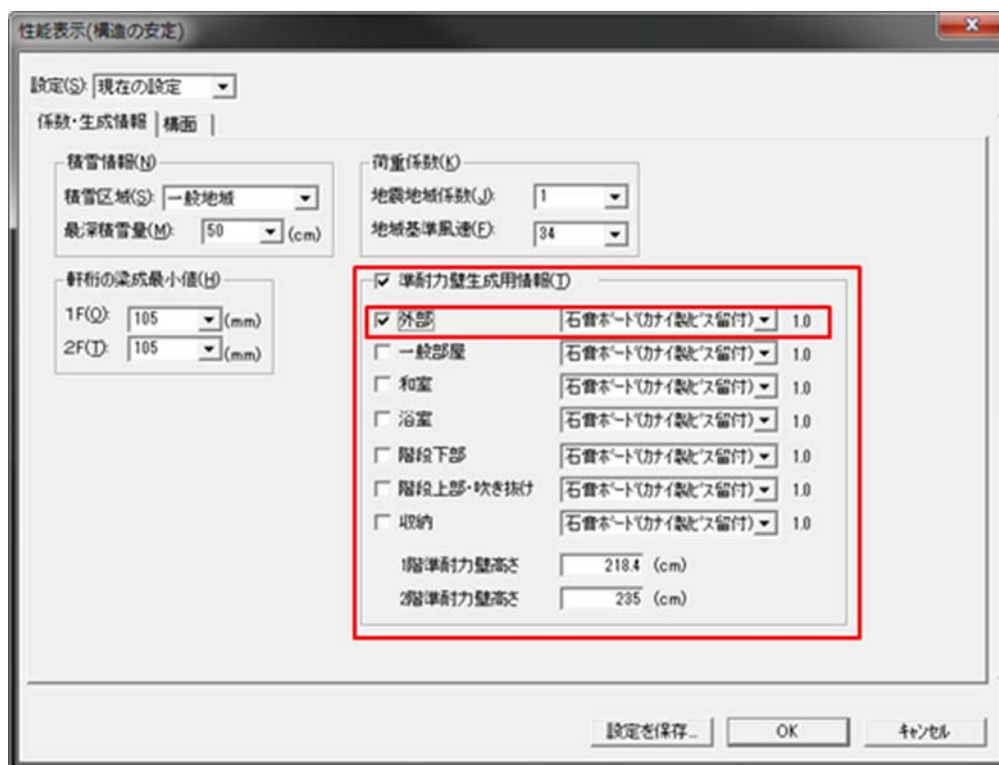 性能表示(構造の安定)
設定(S): 現在の設定
係数・生成情報 構面
積雪情報(N)
積雪区域(S): 一般地域
最深積雪量(M): 50 (cm)
荷重係数(K)
地震地域係数(J): 1
地域基準風速(F): 34
軒桁の梁成最小値(H)
1F(O): 105 (mm)
2F(T): 105 (mm)
準耐力壁生成用情報(T)
外部 石膏ボード(カナイ製ビス留付) 1.0
一般部屋 石膏ボード(カナイ製ビス留付) 1.0
和室 石膏ボード(カナイ製ビス留付) 1.0
浴室 石膏ボード(カナイ製ビス留付) 1.0
階段下部 石膏ボード(カナイ製ビス留付) 1.0
階段上部・吹き抜け 石膏ボード(カナイ製ビス留付) 1.0
収納 石膏ボード(カナイ製ビス留付) 1.0
1階準耐力壁高さ 218.4 (cm)
2階準耐力壁高さ 235 (cm)
設定を保存... OK キャンセル